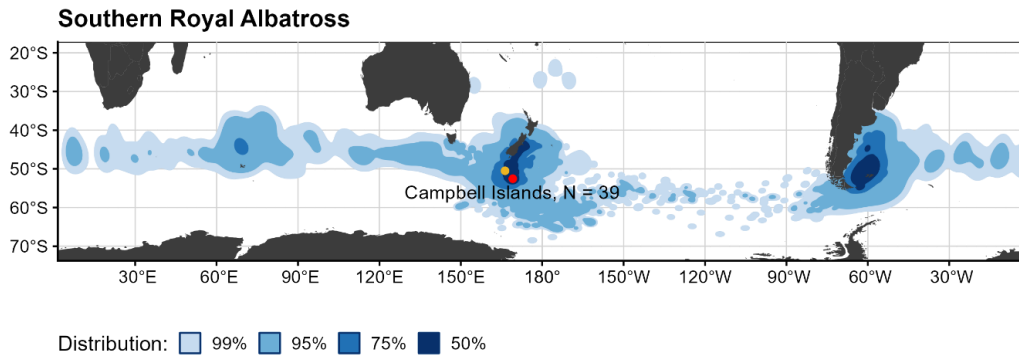 Southern Royal Albatross
20°S
30°S
40°S
50°S
60°S
70°S
Campbell Islands, N = 39
30°E 60°E 90°E 120°E 150°E 180° 150°W 120°W 90°W 60°W 30°W
Distribution: 99% 95% 75% 50%